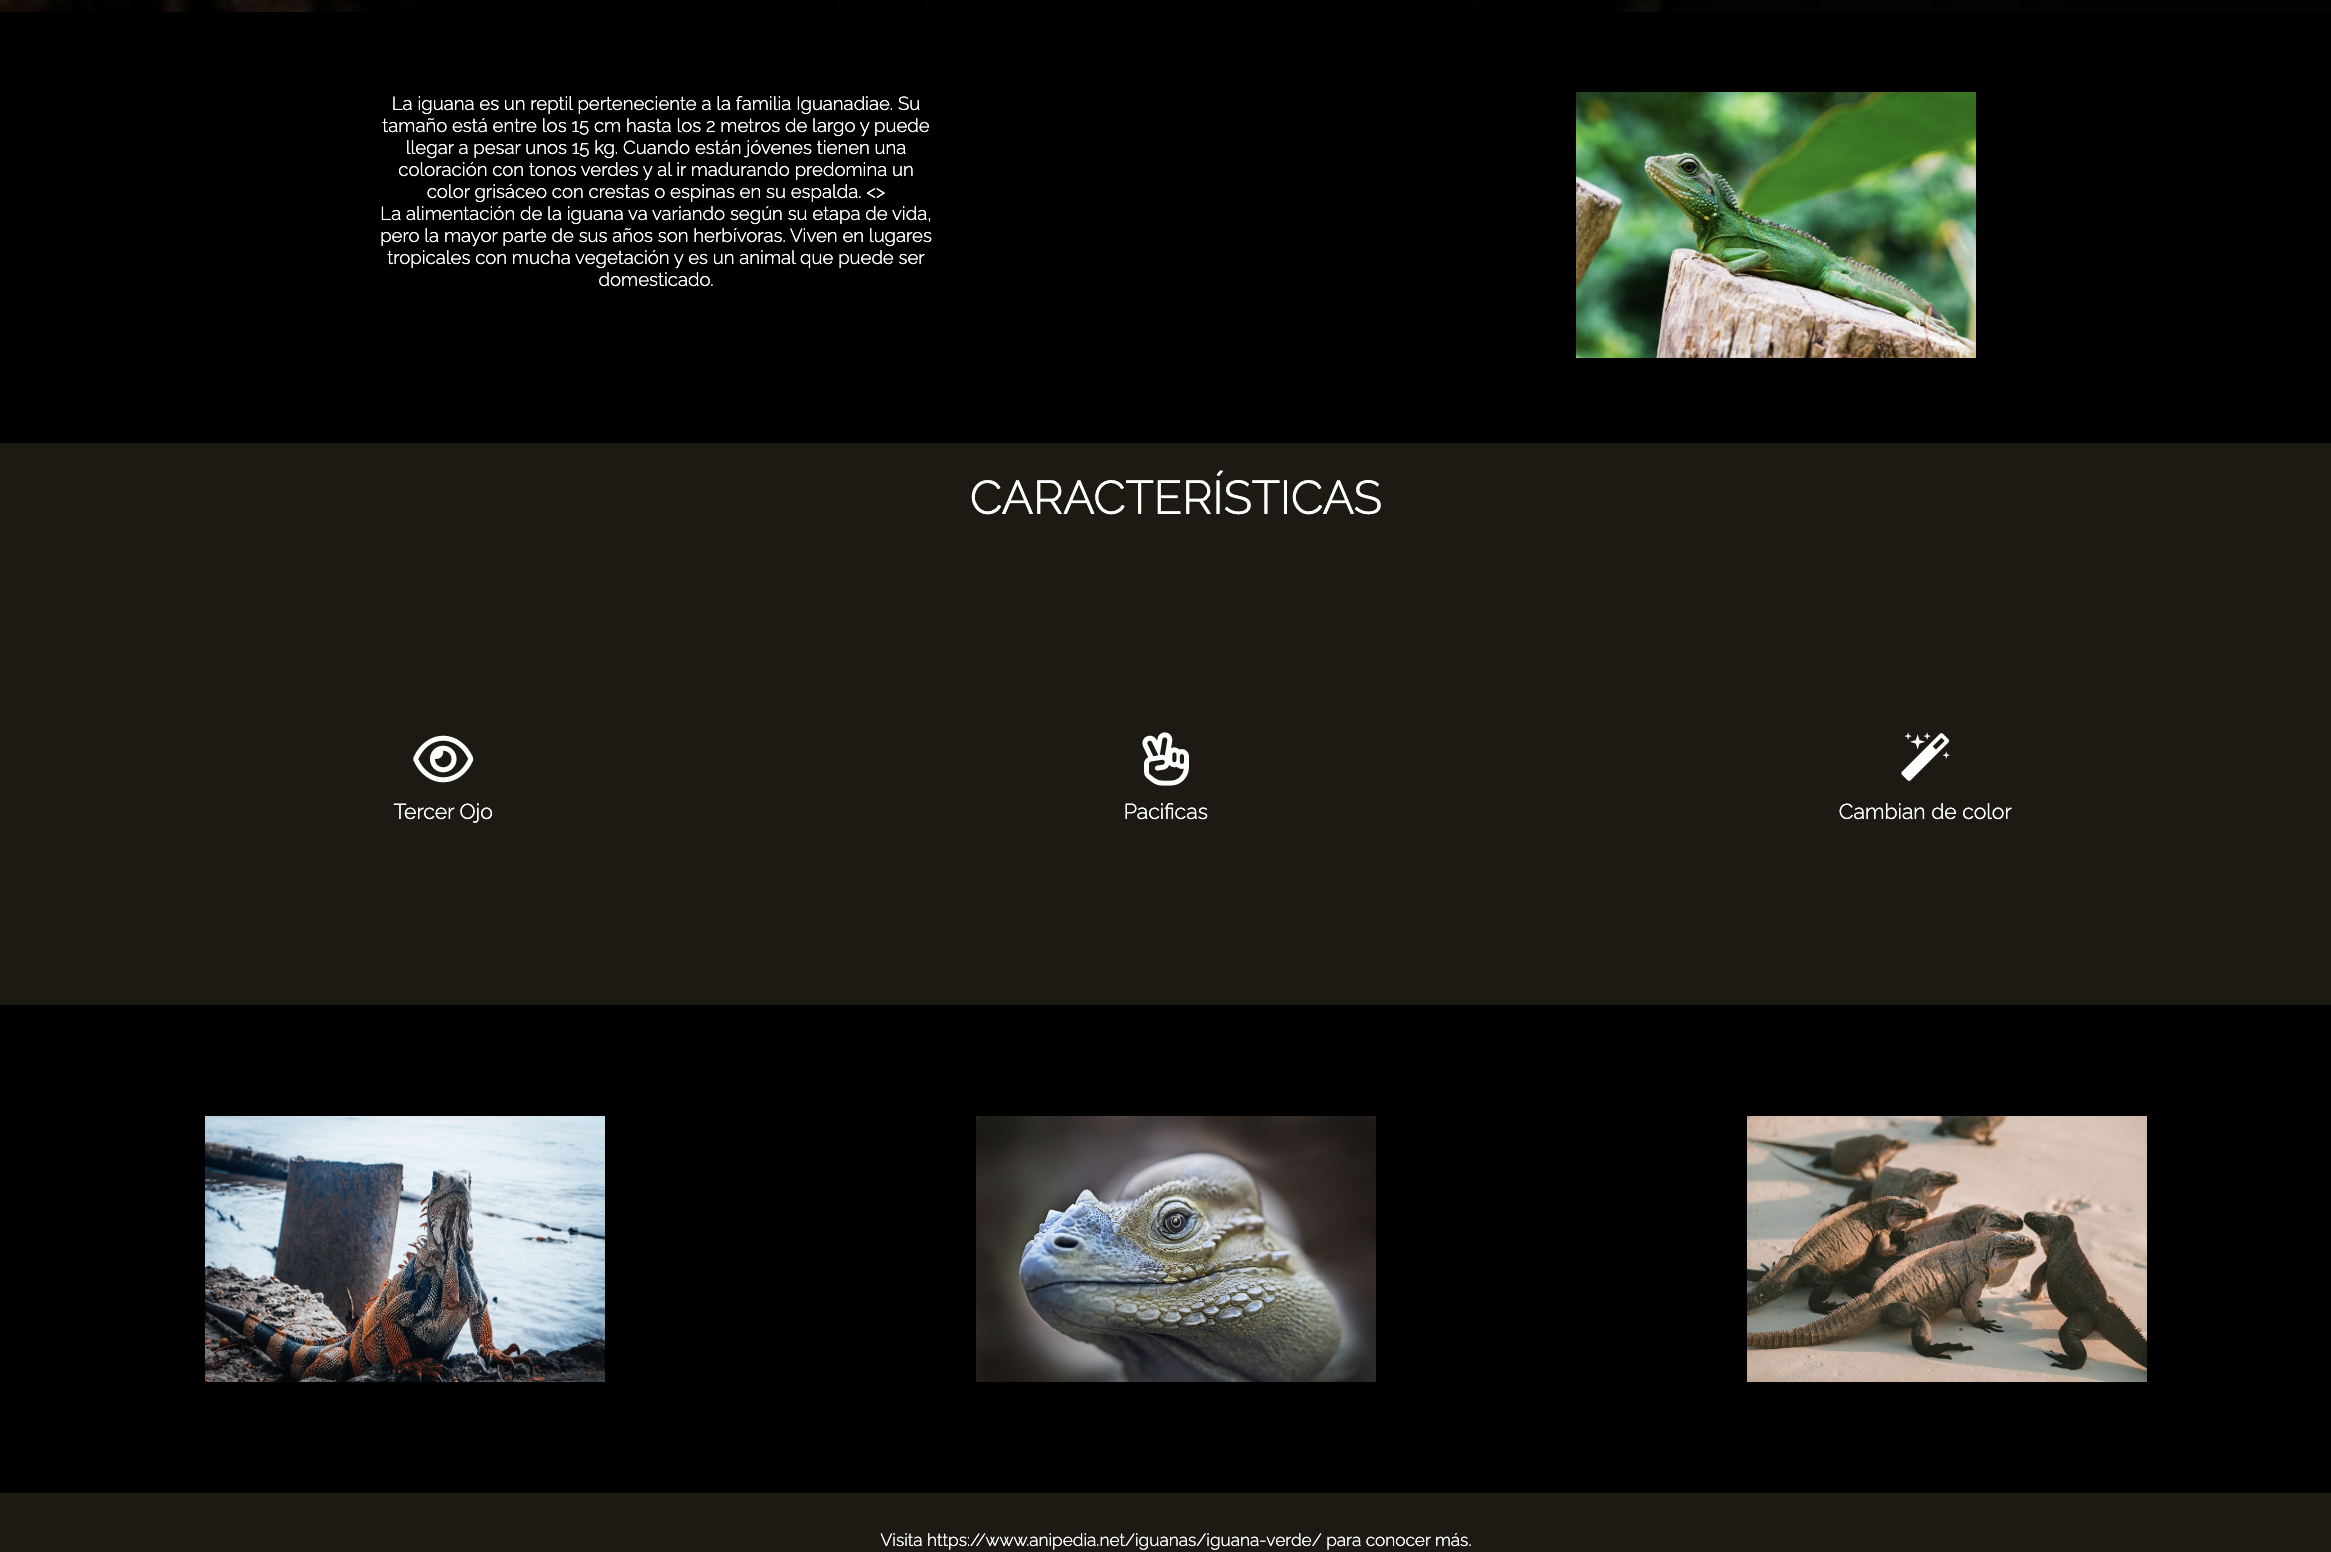 La iguana es un reptil perteneciente a la familia Iguanadiae. Su
tamaño está entre los 15 cm hasta los 2 metros de largo y puede
llegar a pesar unos 15 kg. Cuando están jóvenes tienen una
coloración con tonos verdes y al ir madurando predomina un
color grisáceo con crestas o espinas en su espalda. <>
La alimentación de la iguana va variando según su etapa de vida,
pero la mayor parte de sus años son herbívoras. Viven en lugares
tropicales con mucha vegetación y es un animal que puede ser
domesticado.
CARACTERÍSTICAS
Tercer Ojo
Pacificas
Cambian de color
Visita https://www.anipedia.net/iguanas/iguana-verde/ para conocer más.